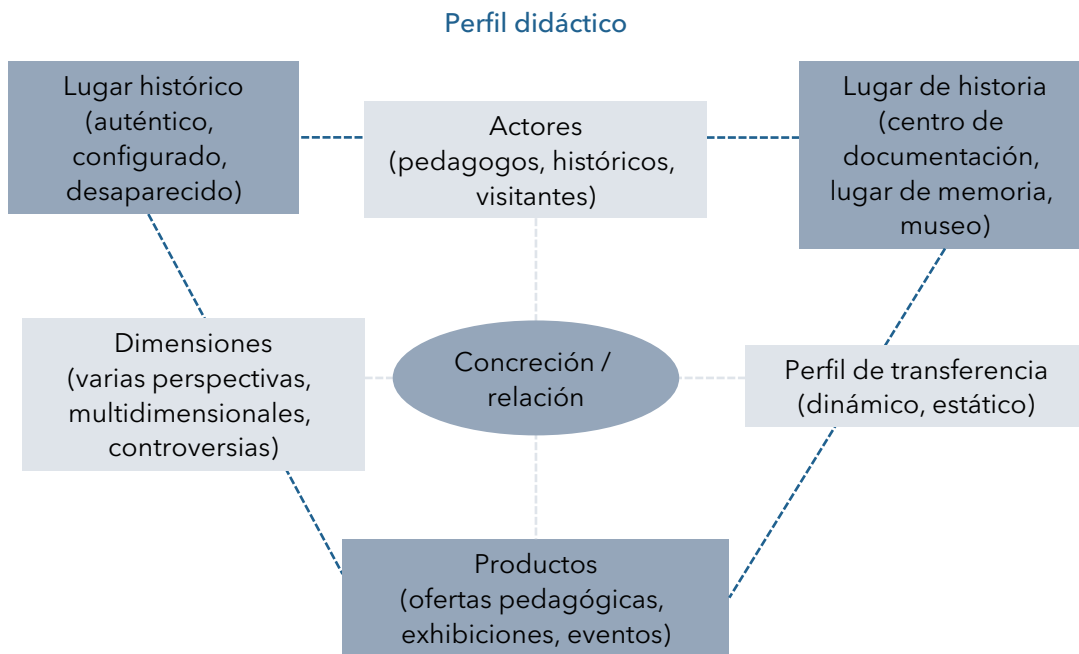 Perfil didáctico
Lugar histórico
(auténtico,
configurado,
desaparecido)
Actores
(pedagogos, históricos,
visitantes)
Lugar de historia
(centro de
documentación,
lugar de memoria,
museo)
Dimensiones
(varias perspectivas,
multidimensionales,
controversias)
Concreción /
relación
Perfil de transferencia
(dinámico, estático)
Productos
(ofertas pedagógicas,
exhibiciones, eventos)